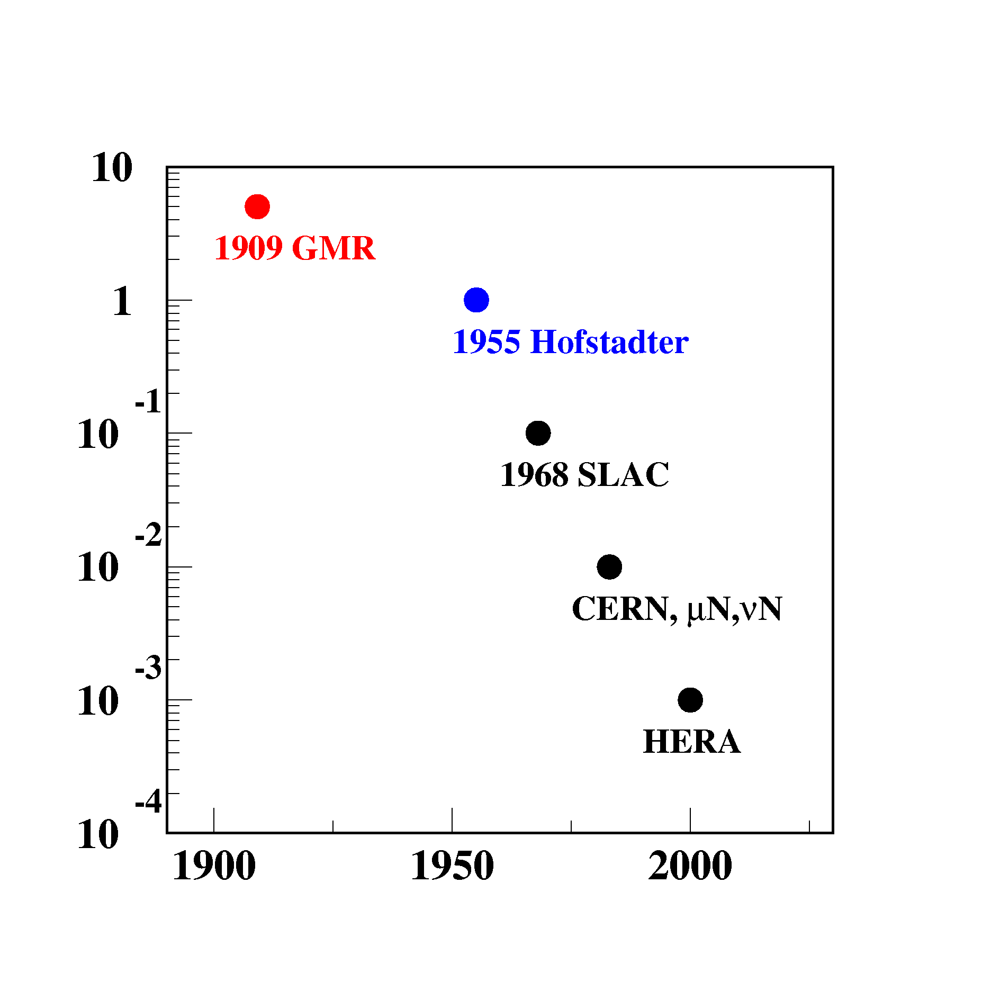 10
1909 GMR
1
1955 Hofstadter
10 -1
1968 SLAC
10 -2
CERN, μN,νN
10 -3
HERA
10 -4
1900 1950 2000